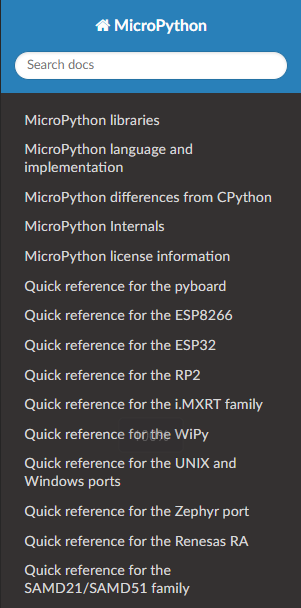 MicroPython
Search docs
MicroPython libraries
MicroPython language and
implementation
MicroPython differences from CPython
MicroPython Internals
MicroPython license information
Quick reference for the pyboard
Quick reference for the ESP8266
Quick reference for the ESP32
Quick reference for the RP2
Quick reference for the i.MXRT family
Quick reference for the WiPy
Quick reference for the UNIX and
Windows ports
Quick reference for the Zephyr port
Quick reference for the Renesas RA
Quick reference for the
SAMD21/SAMD51 family